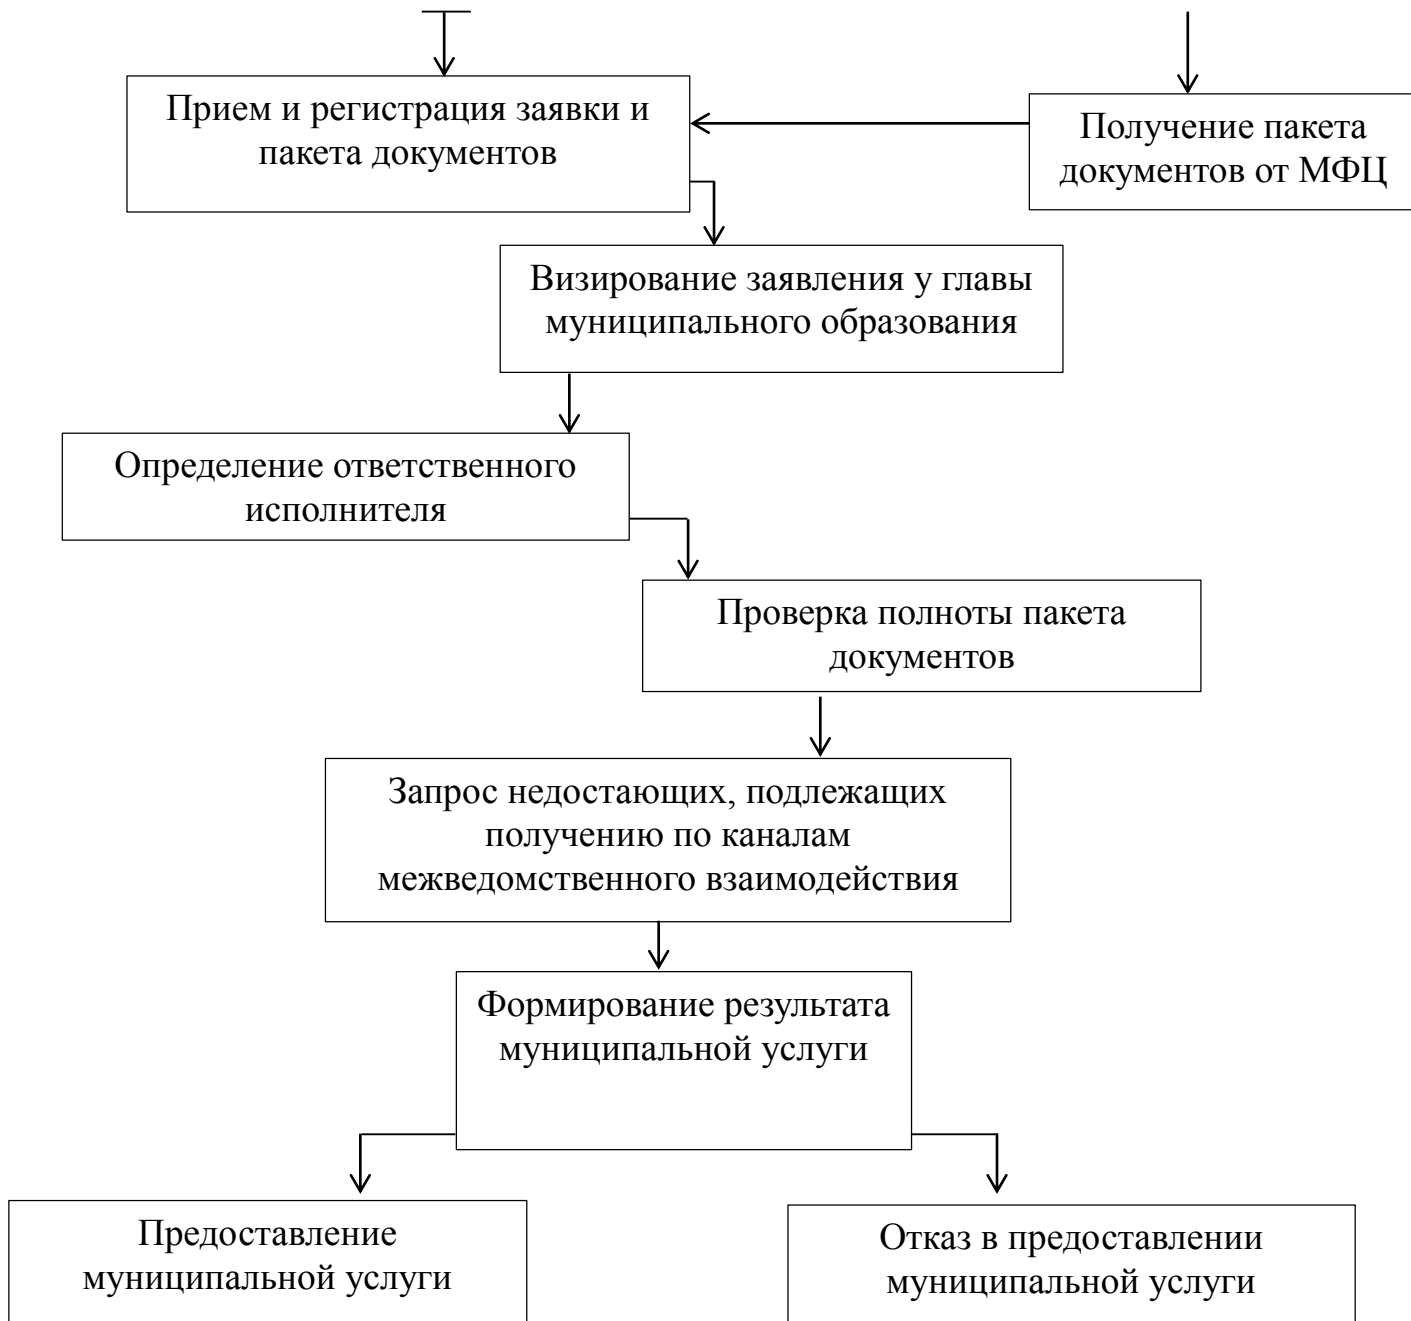 Прием и регистрация заявки и
пакета документов
Получение пакета
документов от МФЦ
Визирование заявления у главы
муниципального образования
Определение ответственного
исполнителя
Проверка полноты пакета
документов
Запрос недостающих, подлежащих
получению по каналам
межведомственного взаимодействия
Формирование результата
муниципальной услуги
Предоставление
муниципальной услуги
Отказ в предоставлении
муниципальной услуги